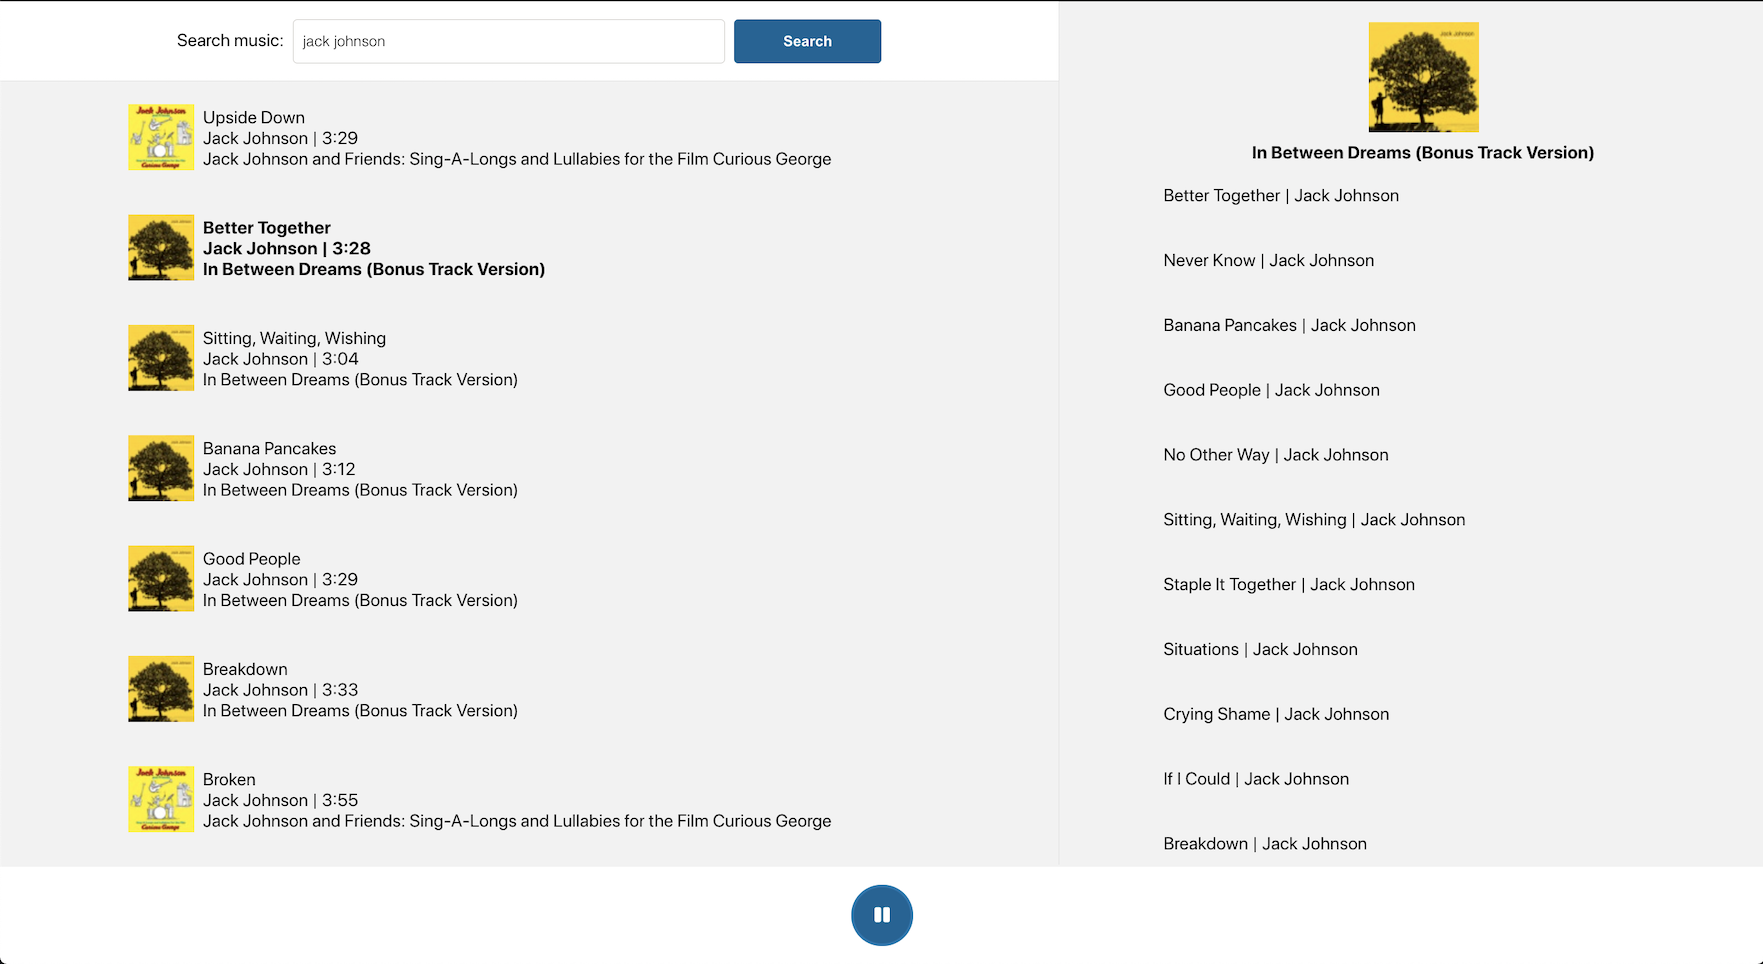 Search music: jack johnson Search
Upside Down
Jack Johnson | 3:29
Jack Johnson and Friends: Sing-A-Longs and Lullabies for the Film Curious George
Better Together
Jack Johnson | 3:28
In Between Dreams (Bonus Track Version)
Sitting, Waiting, Wishing
Jack Johnson | 3:04
In Between Dreams (Bonus Track Version)
Banana Pancakes
Jack Johnson | 3:12
In Between Dreams (Bonus Track Version)
Good People
Jack Johnson | 3:29
In Between Dreams (Bonus Track Version)
Breakdown
Jack Johnson | 3:33
In Between Dreams (Bonus Track Version)
Broken
Jack Johnson | 3:55
Jack Johnson and Friends: Sing-A-Longs and Lullabies for the Film Curious George
Jack Johnson
In Between Dreams (Bonus Track Version)
Better Together | Jack Johnson
Never Know | Jack Johnson
Banana Pancakes | Jack Johnson
Good People | Jack Johnson
No Other Way | Jack Johnson
Sitting, Waiting, Wishing | Jack Johnson
Staple It Together | Jack Johnson
Situations | Jack Johnson
Crying Shame | Jack Johnson
If I Could | Jack Johnson
Breakdown | Jack Johnson